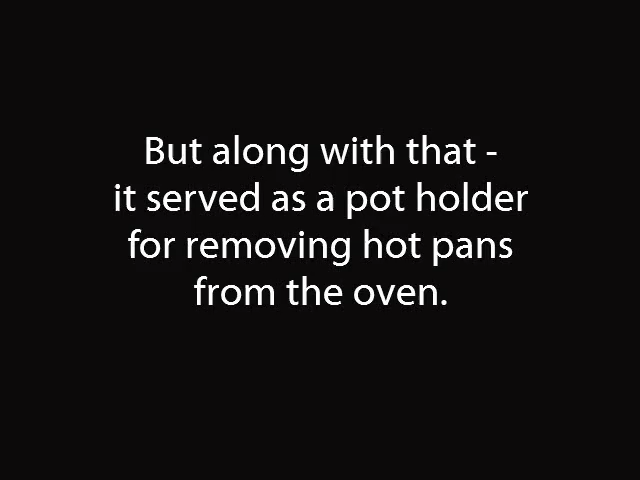 But along with that -
it served as a pot holder
for removing hot pans
from the oven.